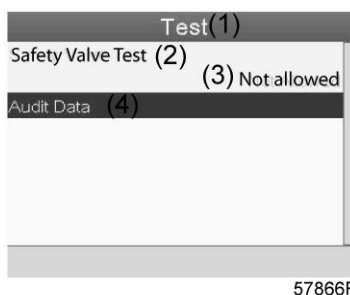 Test(1)
Safety Valve Test (2)
(3) Not allowed
Audit Data (4)
57866F